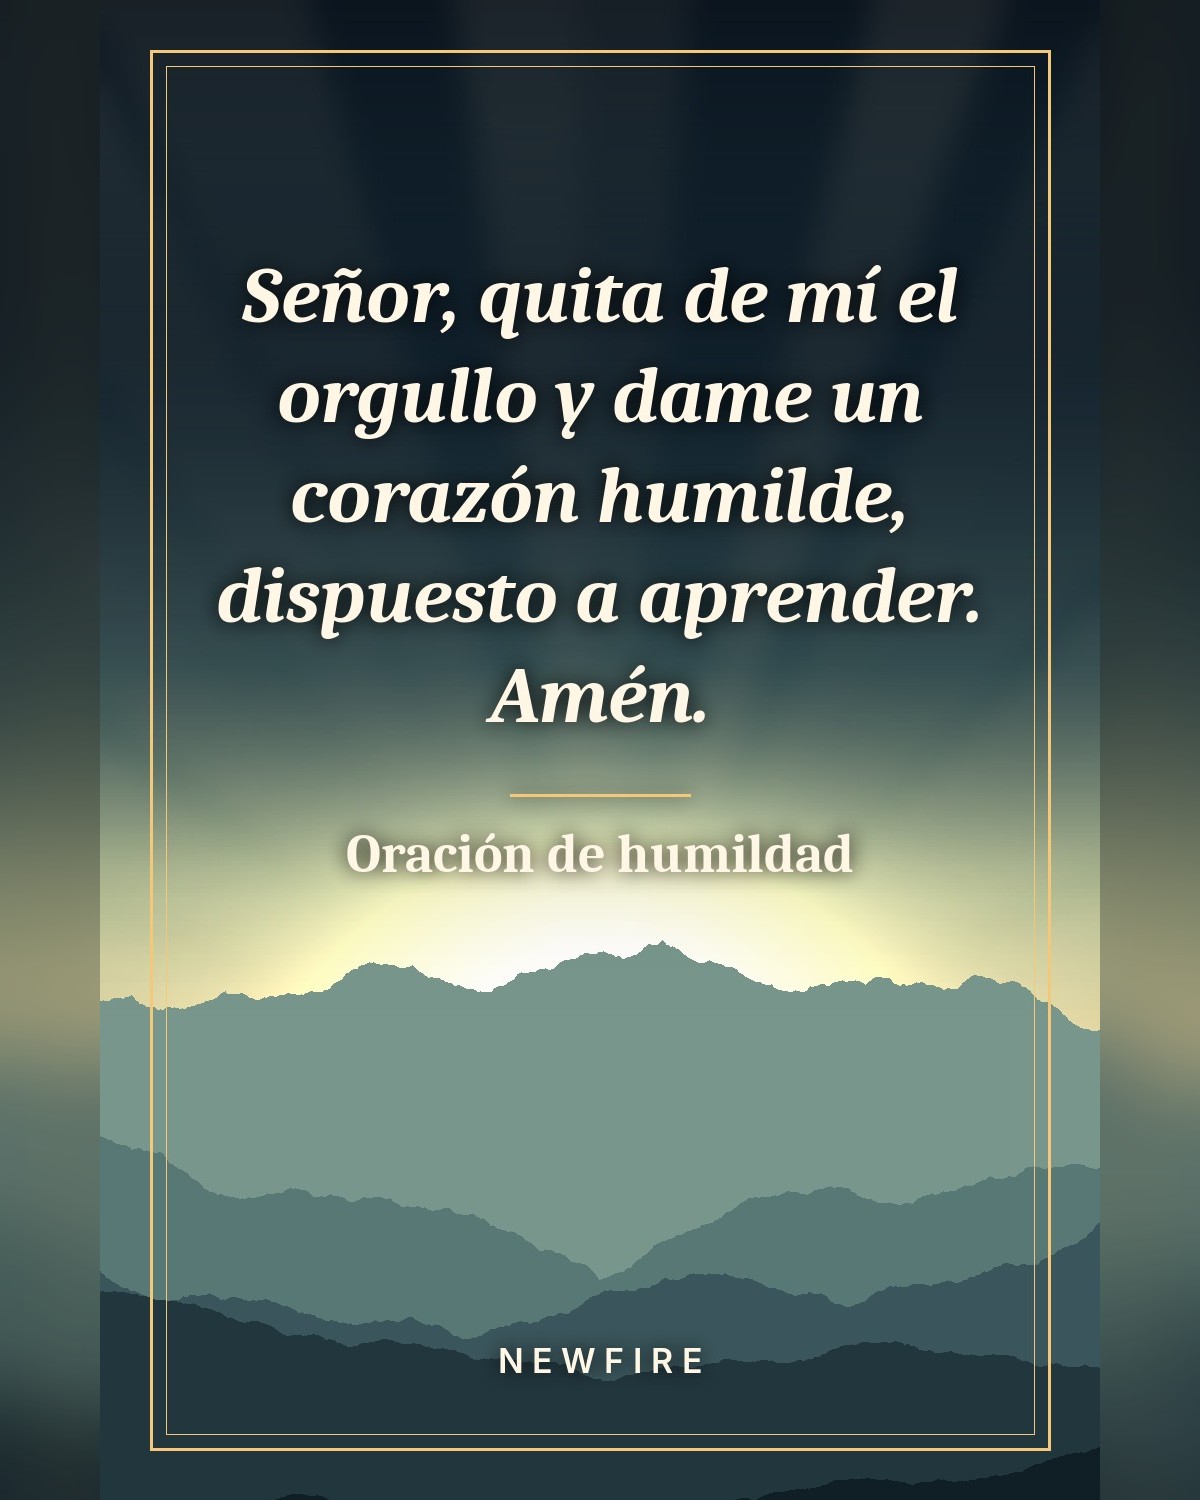 Señor, quita de mí el
orgullo y dame un
corazón humilde,
dispuesto a aprender.
Amén.
Oración de humildad
NEWFIRE